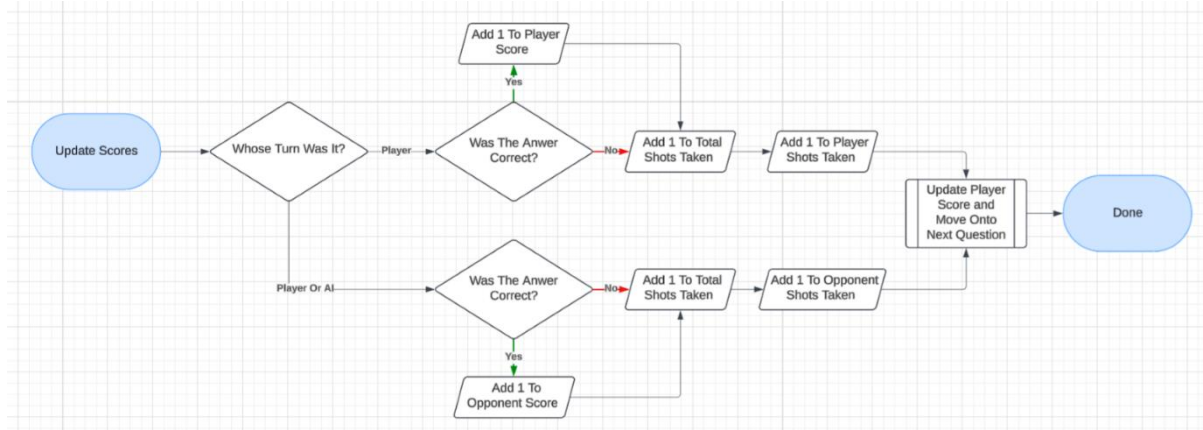 Add 1 To Player
Score
Yes
Update Scores
Whose Turn Was It?
Player
Was The Anwer
Correct?
No
Add 1 To Total
Shots Taken
Add 1 To Player
Shots Taken
Update Player
Score and
Move Onto
Next Question
Done
Player Or AI
Was The Anwer
Correct?
No
Add 1 To Total
Shots Taken
Add 1 To Opponent
Shots Taken
Yes
Add 1 To
Opponent Score